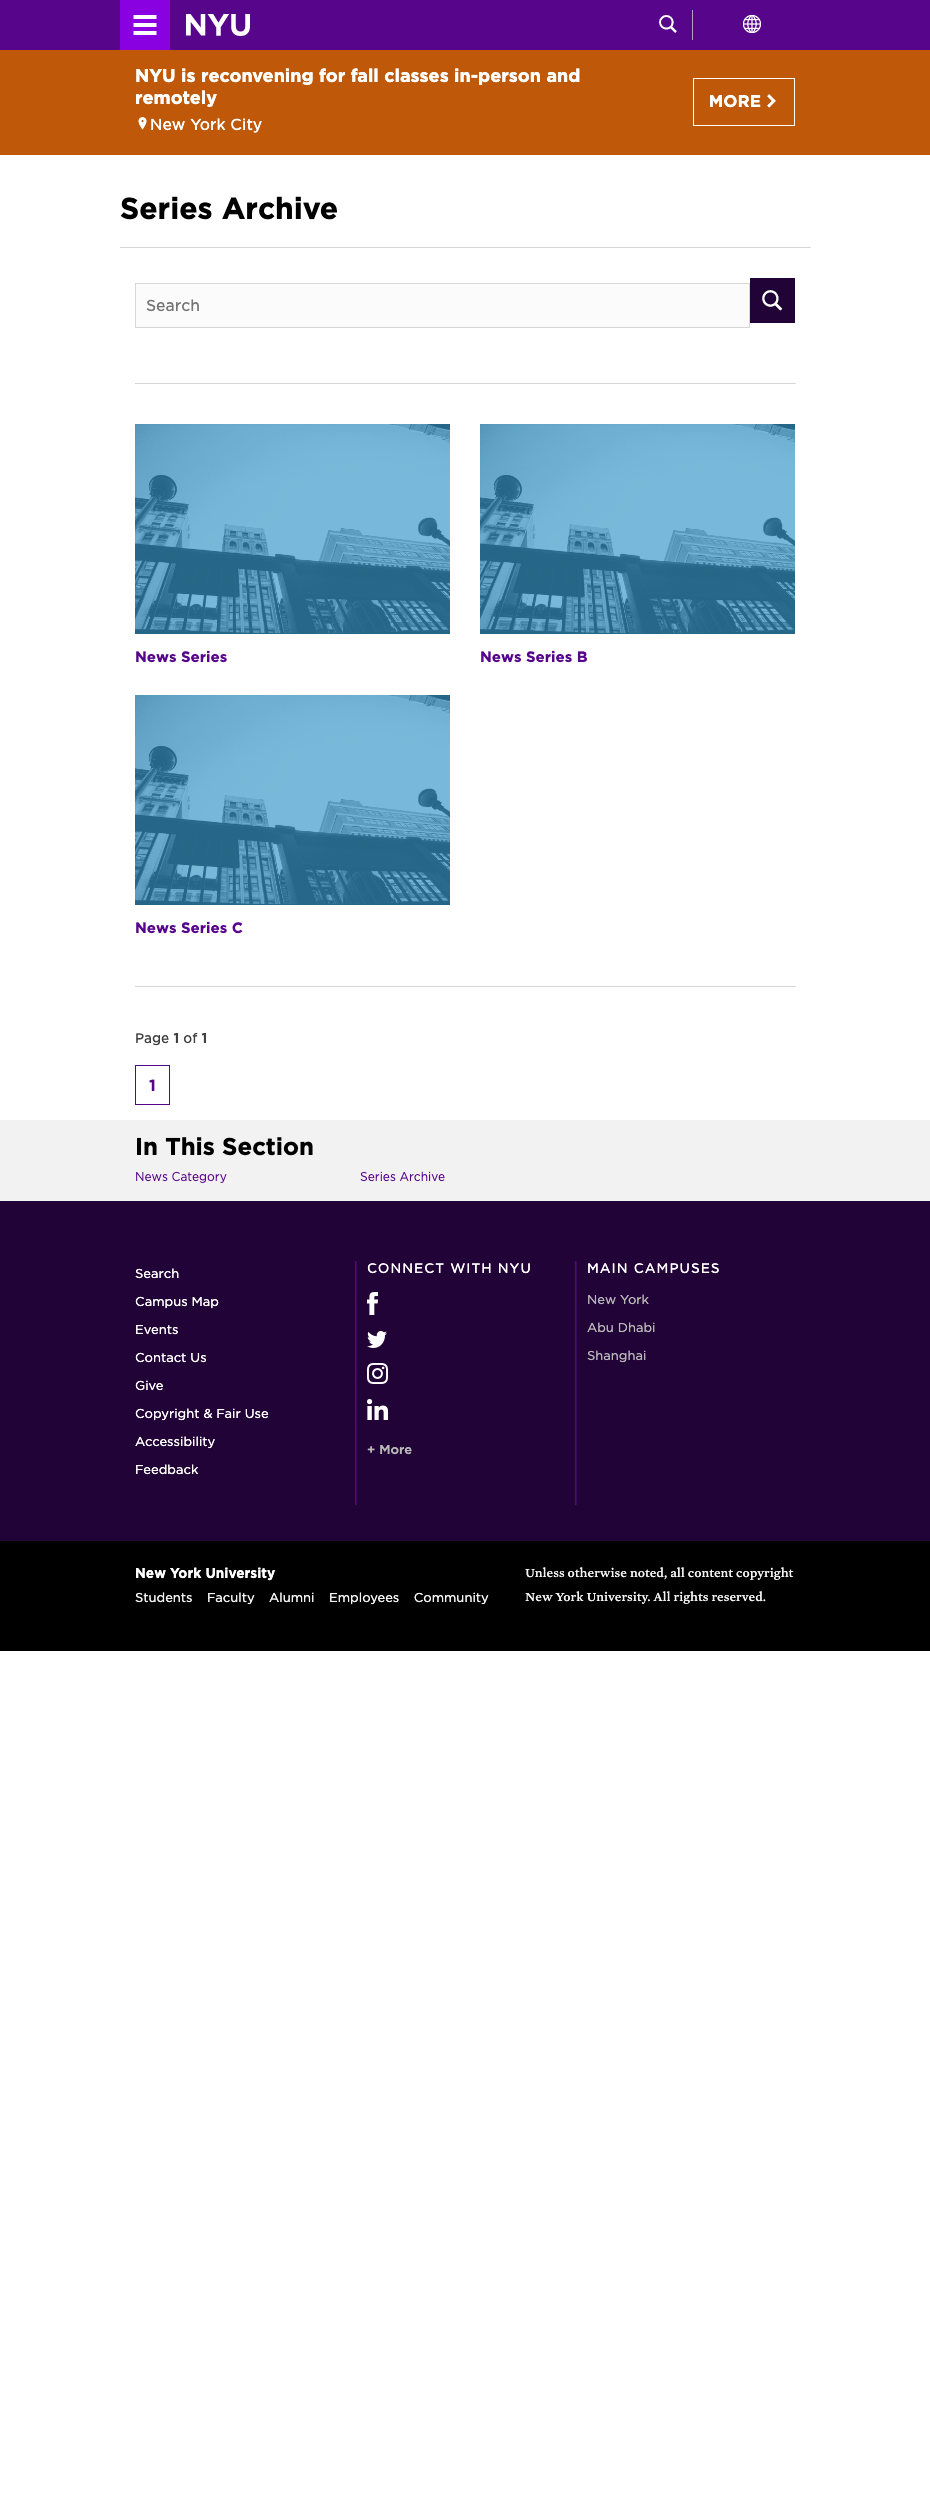 NYU
NYU is reconvening for fall classes in-person and
remotely
New York City
MORE
Series Archive
Search
News Series
News Series B
News Series C
Page 1 of 1
1
In This Section
News Category
Series Archive
Search
Campus Map
Events
Contact Us
Give
Copyright & Fair Use
Accessibility
Feedback
CONNECT WITH NYU
+ More
MAIN CAMPUSES
New York
Abu Dhabi
Shanghai
New York University
Students Faculty Alumni Employees Community
Unless otherwise noted, all content copyright
New York University. All rights reserved.